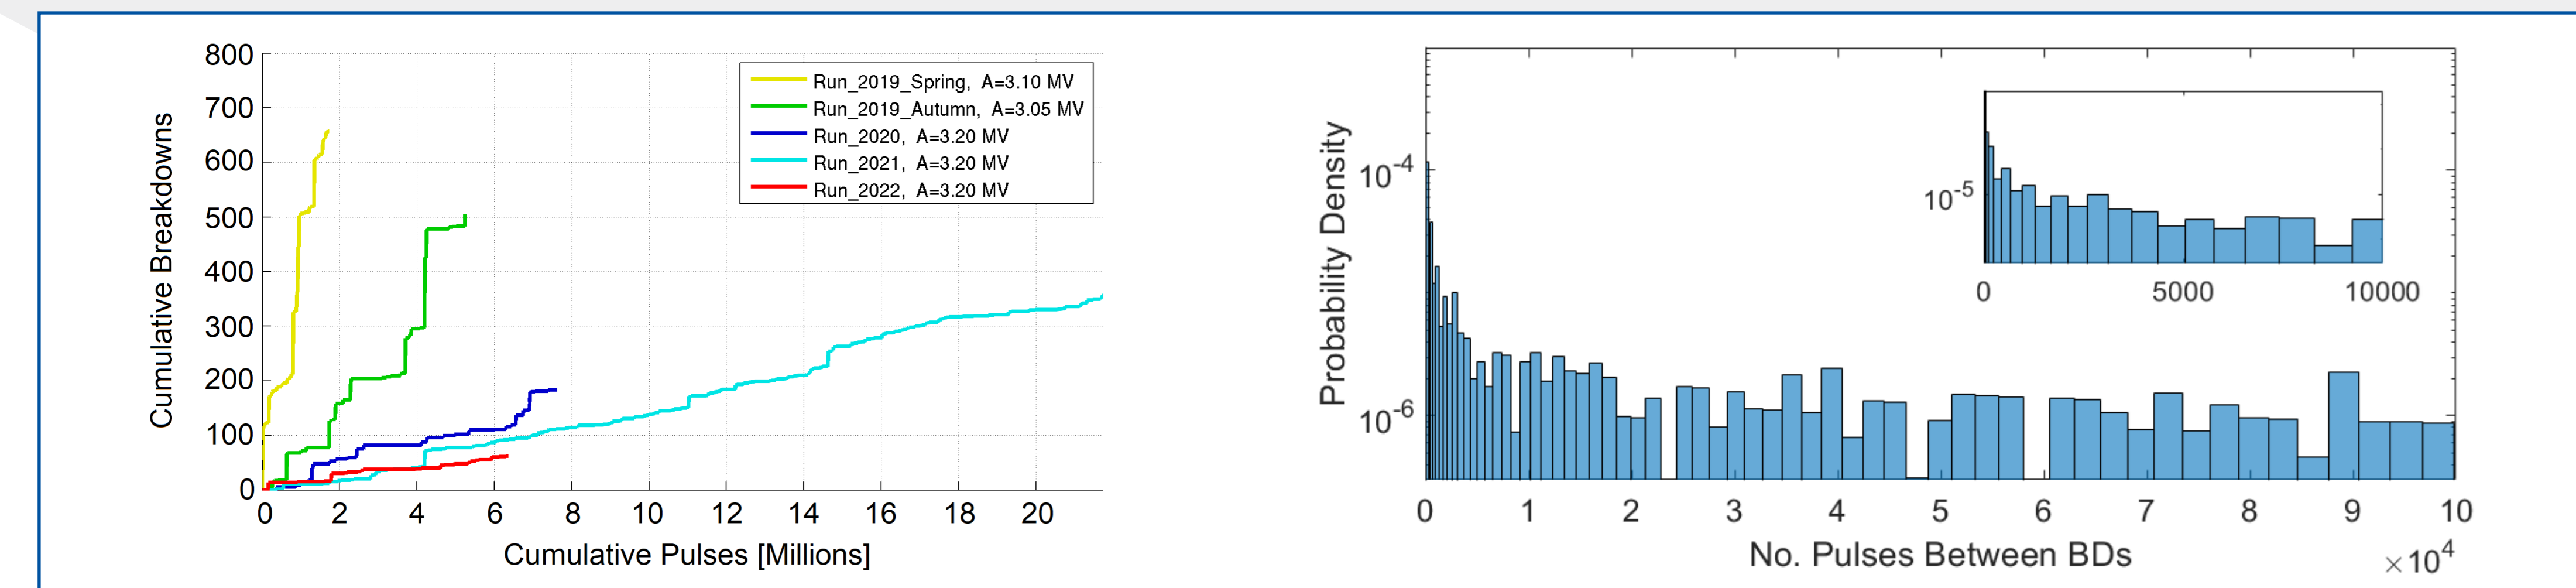 800
700
600
500
400
300
200
100
0
Cumulative Breakdowns
Run_2019_Spring, A=3.10 MV
Run_2019_Autumn, A=3.05 MV
Run_2020, A=3.20 MV
Run_2021, A=3.20 MV
Run_2022, A=3.20 MV
0 2 4 6 8 10 12 14 16 18 20
Cumulative Pulses [Millions]
Probability Density
10^-4
10^-6
10^-5
0 5000 10000
0 1 2 3 4 5 6 7 8 9 10
No. Pulses Between BDs
×10^4